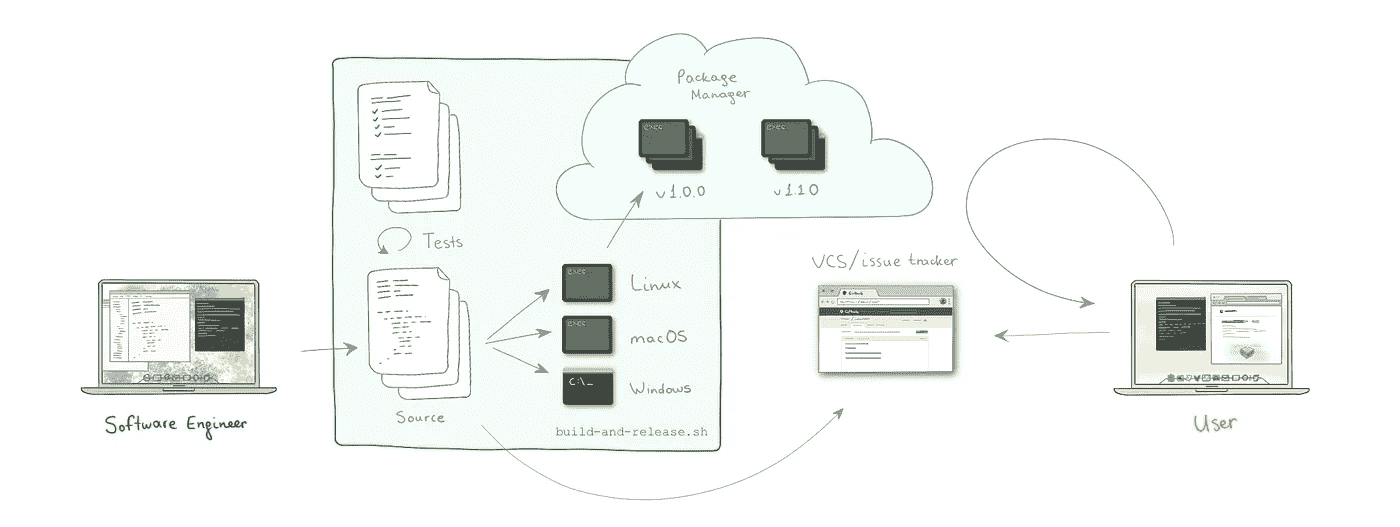 Package
Manager
exec
exec
v1.0.0
v1.1.0
Tests
exec
Linux
exec
macOS
C:\_
Windows
Source
build-and-release.sh
Software Engineer
VCS/issue tracker
User